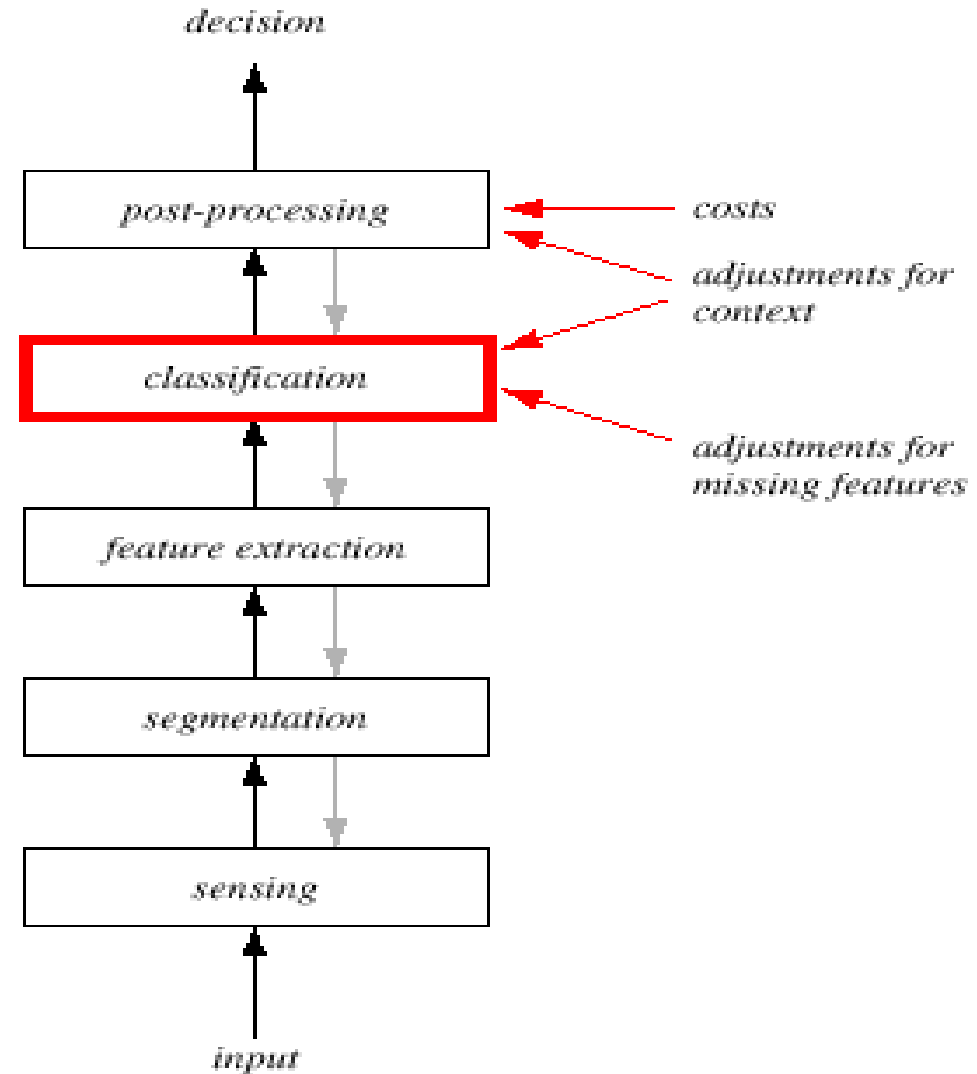 decision
post-processing
costs
adjustments for
context
classification
adjustments for
missing features
feature extraction
segmentation
sensing
input